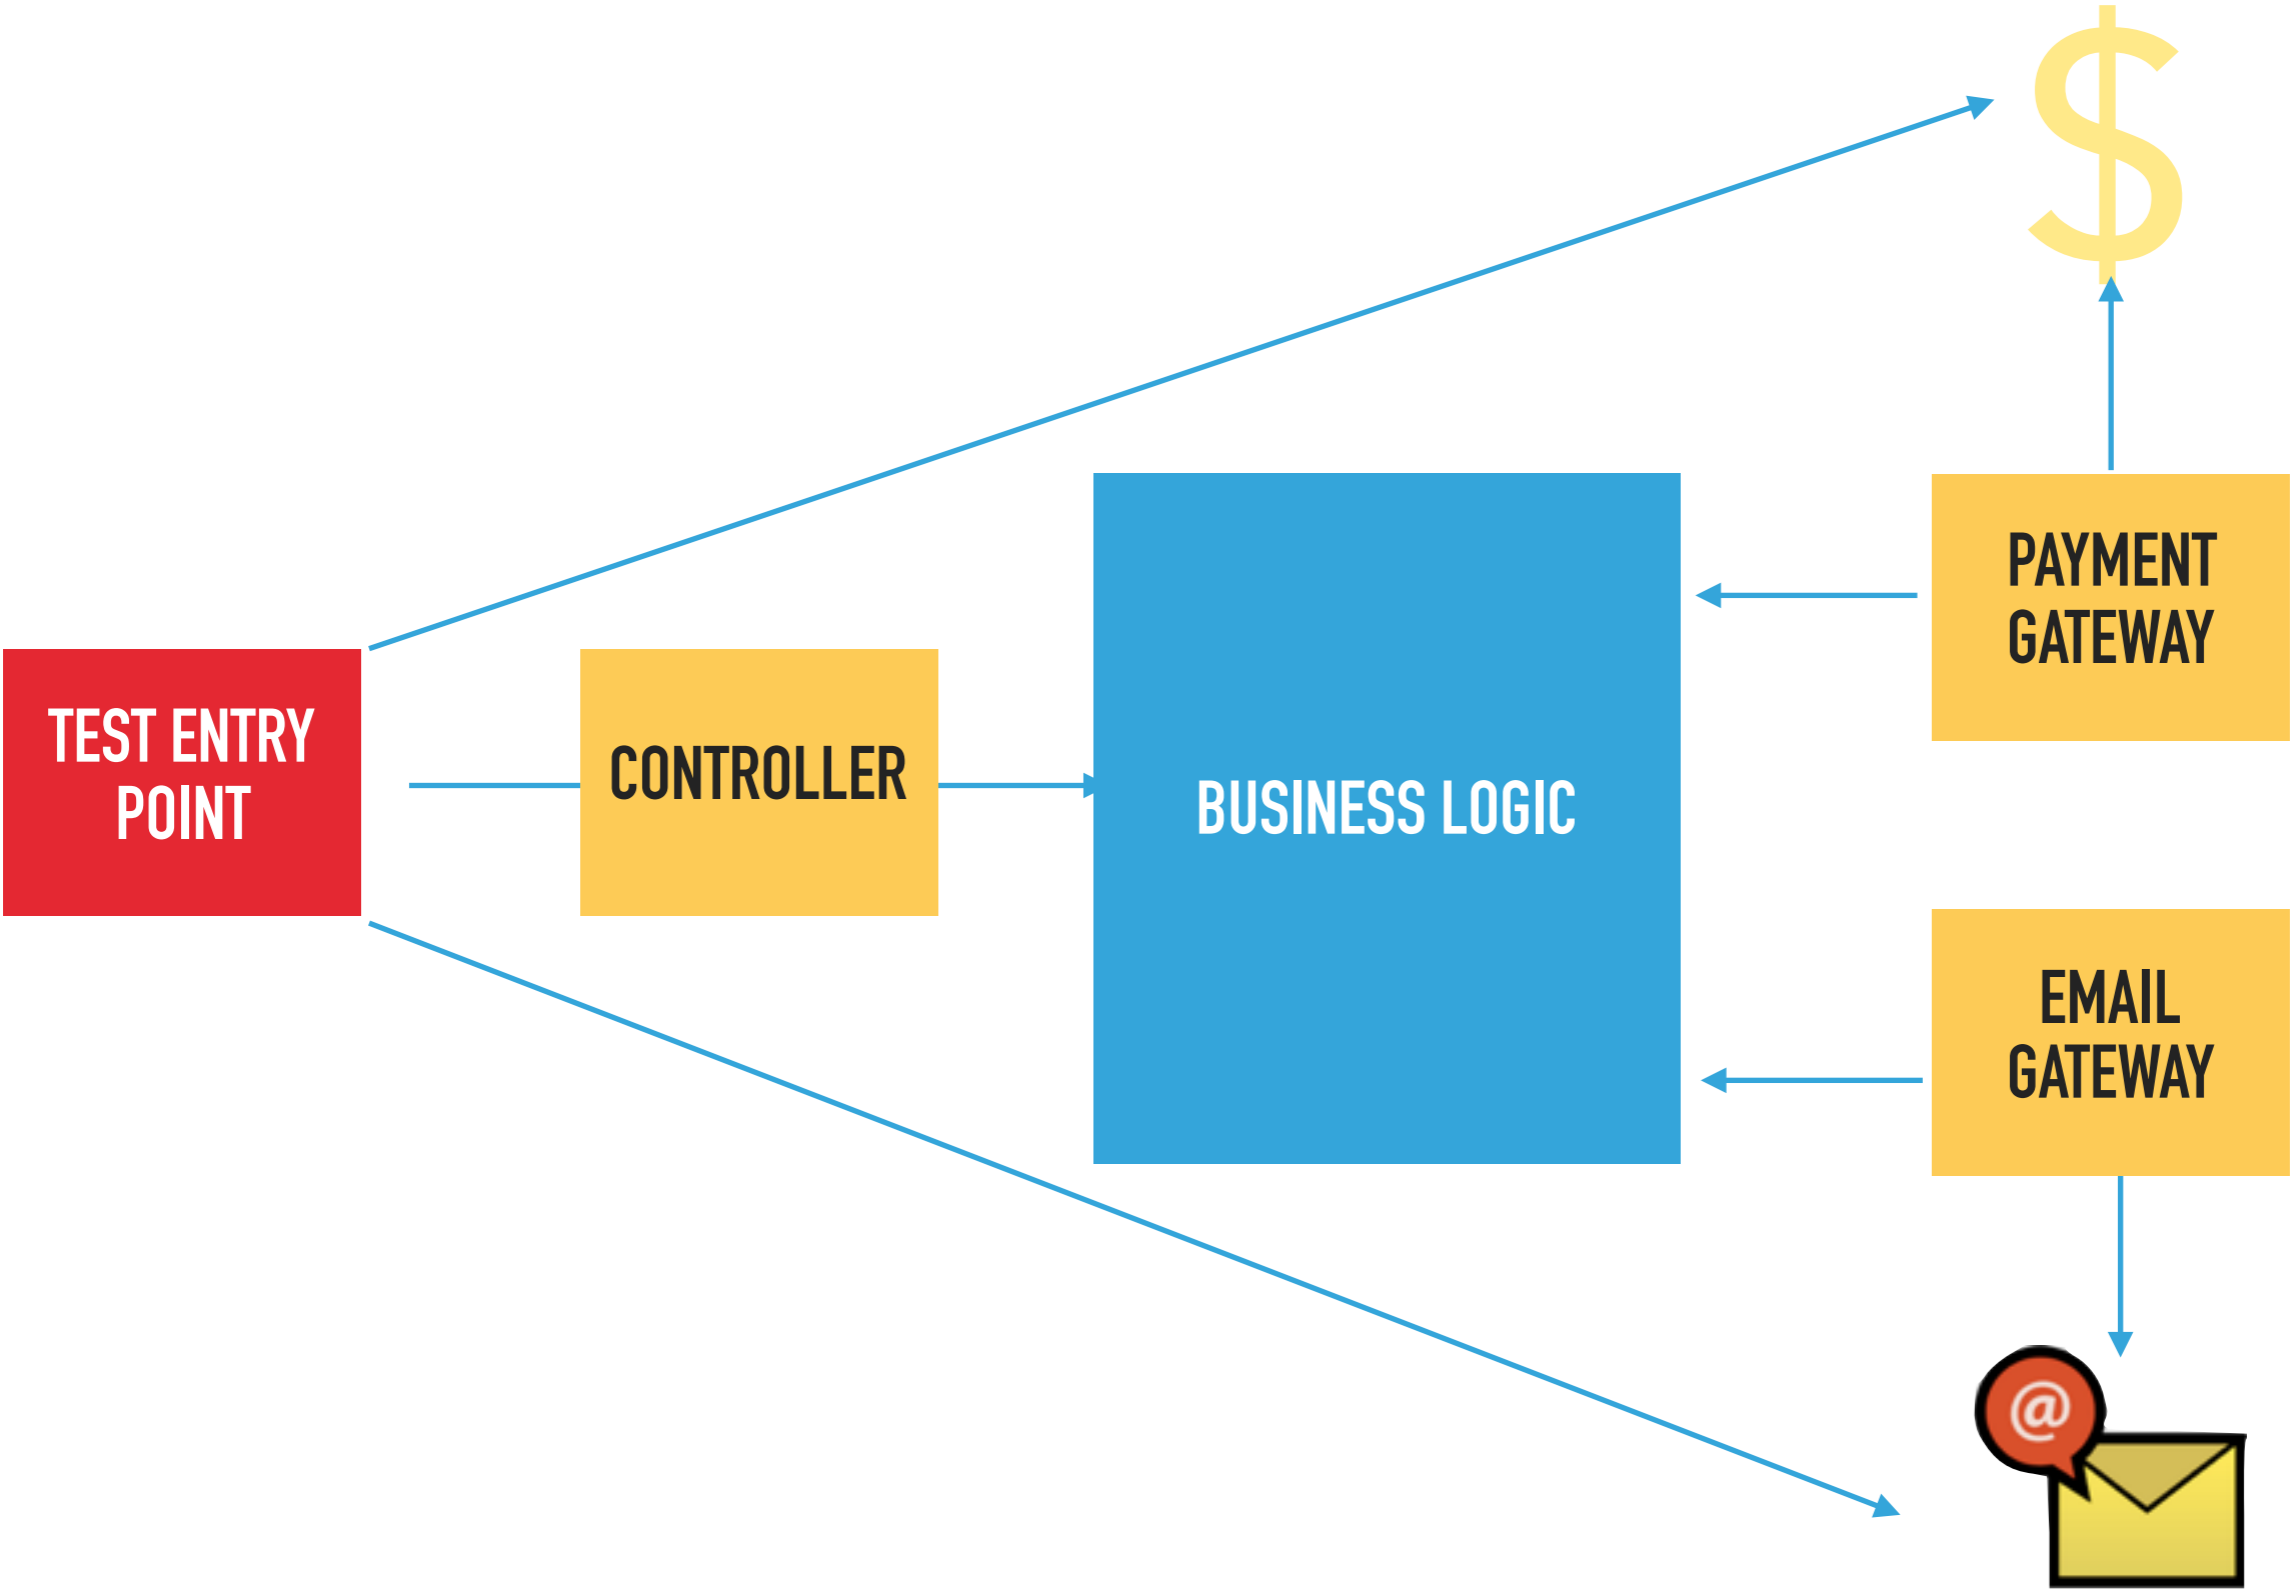 $
PAYMENT
GATEWAY
TEST ENTRY
POINT
CONTROLLER
BUSINESS LOGIC
EMAIL
GATEWAY
@